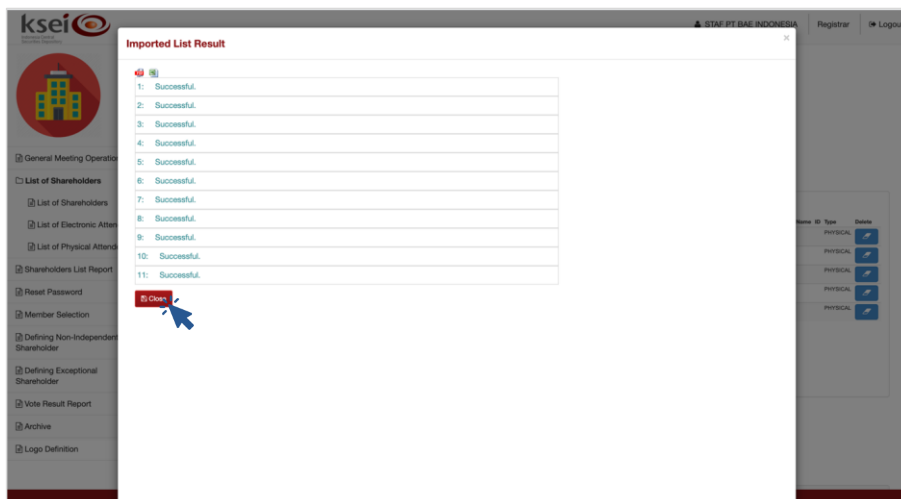 ksei
STAF PT BAE INDONESIA
Registrar
Logou
Imported List Result
×
1: Successful.
2: Successful.
3: Successful.
4: Successful.
5: Successful.
6: Successful.
7: Successful.
8: Successful.
9: Successful.
10: Successful.
11: Successful.
Close
General Meeting Operation
List of Shareholders
List of Shareholders
List of Electronic Atten
List of Physical Attend
Shareholders List Report
Reset Password
Member Selection
Defining Non-Independent
Shareholder
Defining Exceptional
Shareholder
Vote Result Report
Archive
Logo Definition
Name ID Type Delete
PHYSICAL
PHYSICAL
PHYSICAL
PHYSICAL
PHYSICAL